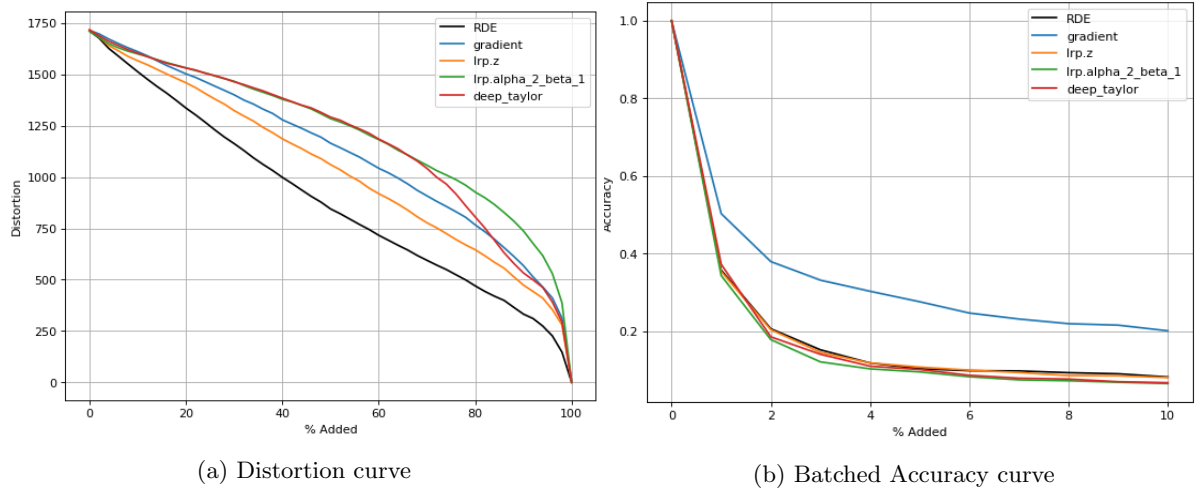 1750
1500
1250
1000
750
500
250
0
Distortion
0 20 40 60 80 100
% Added
RDE
gradient
lrp.z
lrp.alpha_2_beta_1
deep_taylor
(a) Distortion curve
1.0
0.8
0.6
0.4
0.2
Accuracy
0 2 4 6 8 10
% Added
RDE
gradient
lrp.z
lrp.alpha_2_beta_1
deep_taylor
(b) Batched Accuracy curve